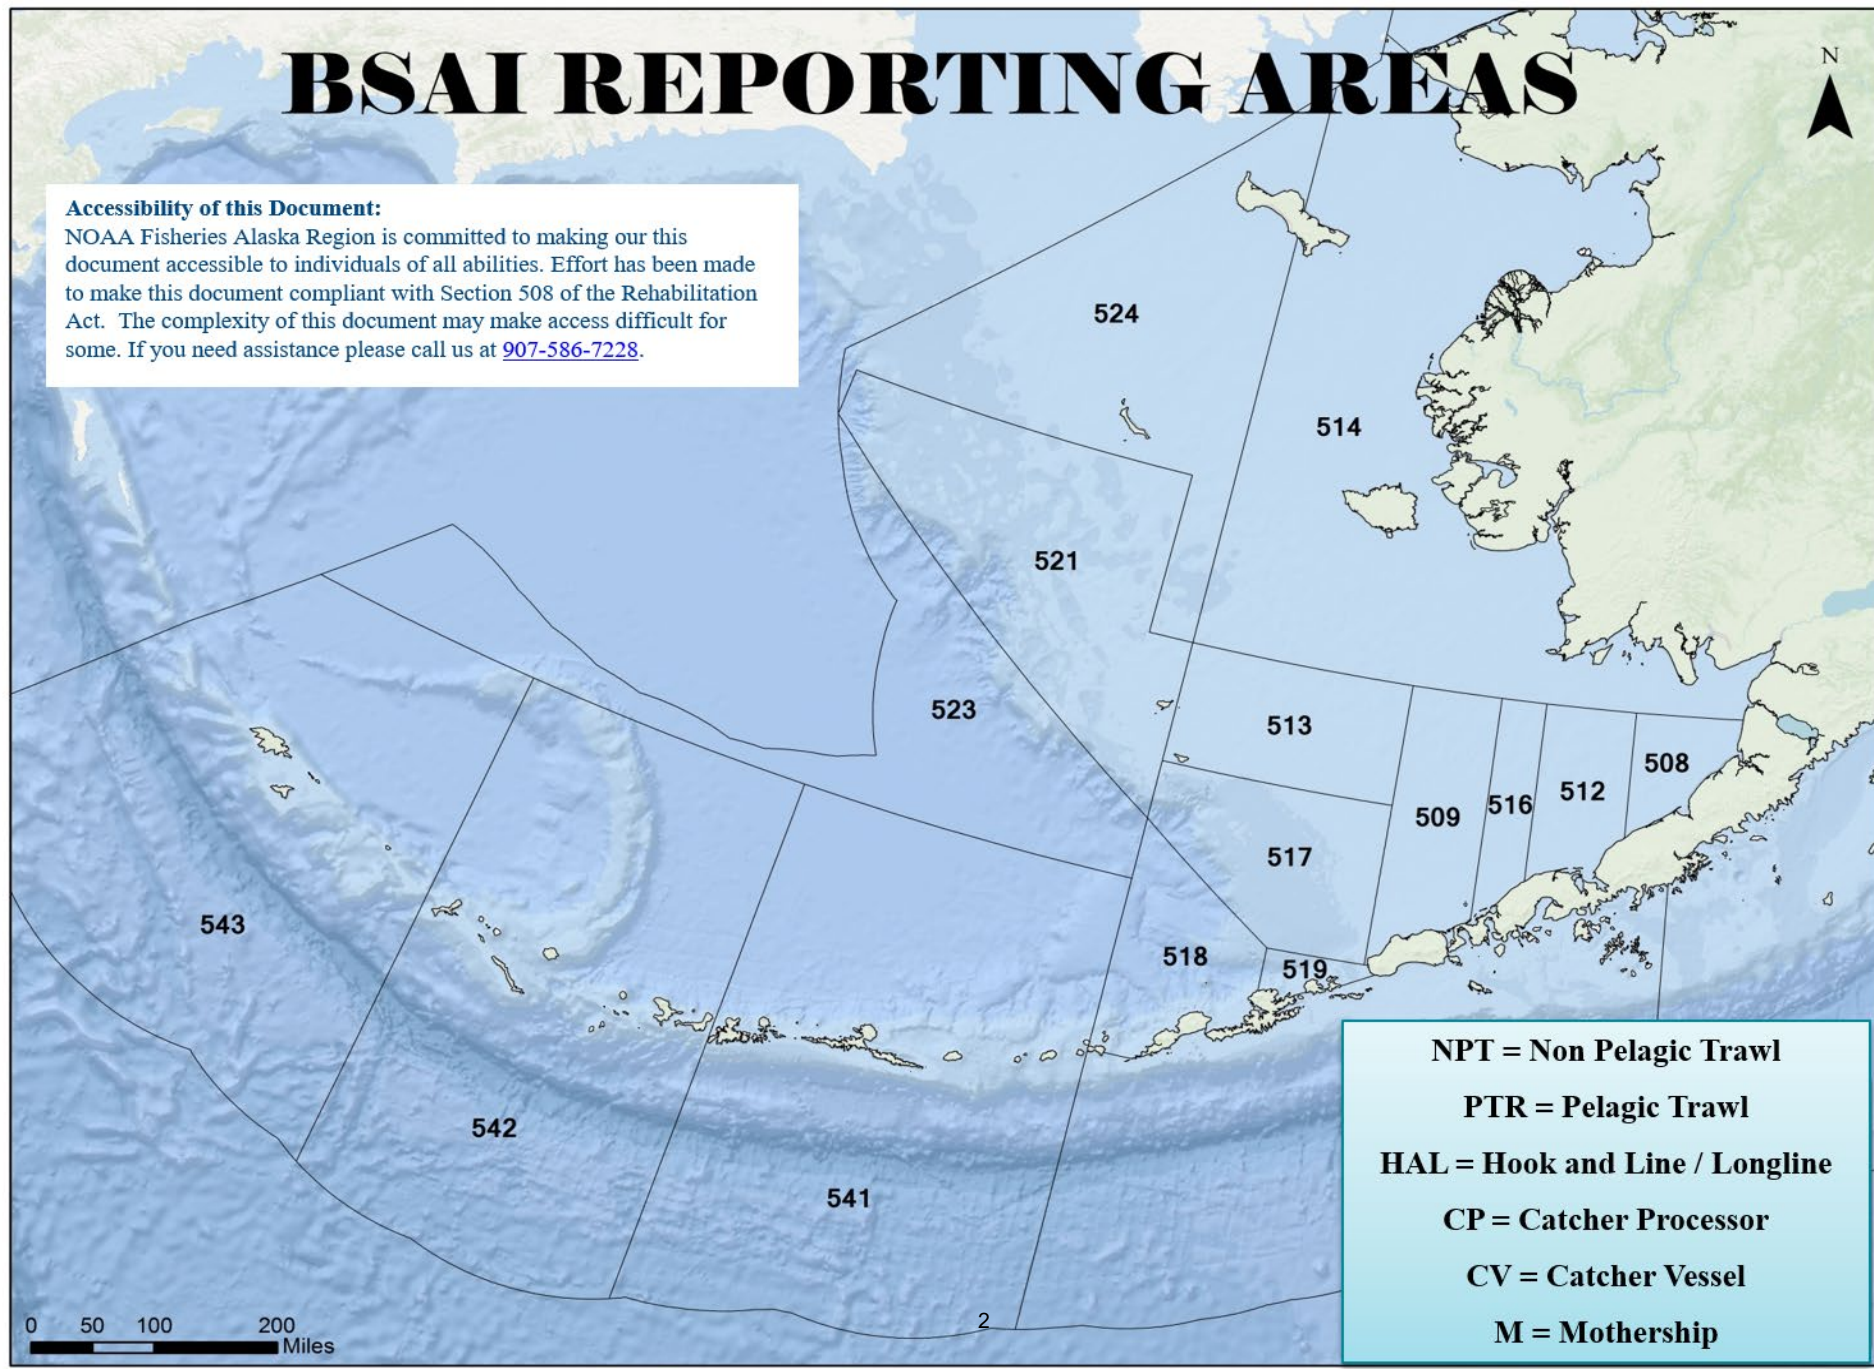 BSAI REPORTING AREAS
N
Accessibility of this Document:
NOAA Fisheries Alaska Region is committed to making our this
document accessible to individuals of all abilities. Effort has been made
to make this document compliant with Section 508 of the Rehabilitation
Act.  The complexity of this document may make access difficult for
some. If you need assistance please call us at 907-586-7228.
524
514
521
523
513
508
509
516
512
517
543
518
519
542
541
NPT = Non Pelagic Trawl
PTR = Pelagic Trawl
HAL = Hook and Line / Longline
CP = Catcher Processor
CV = Catcher Vessel
M = Mothership
0 50 100 200
Miles
2